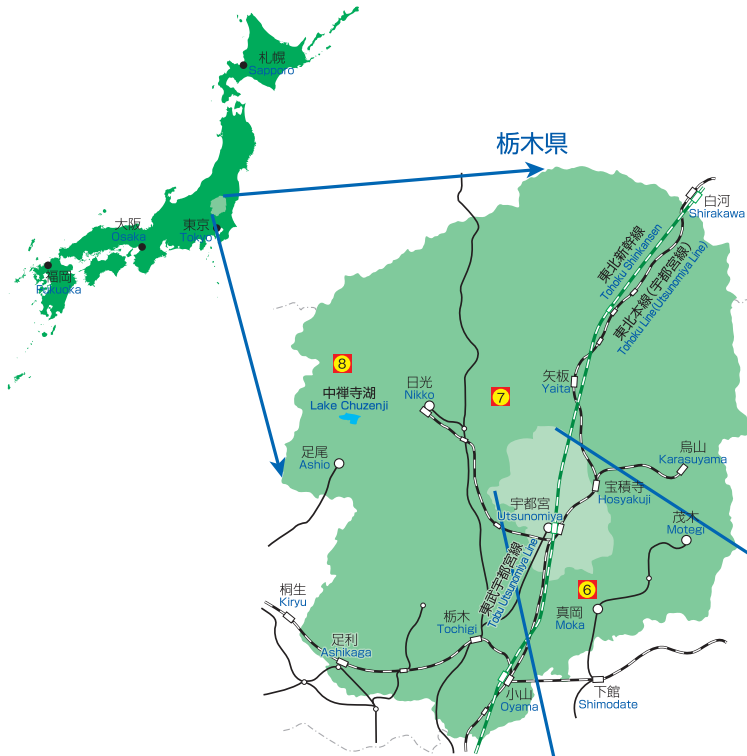 札幌
Sapporo
栃木県
大阪
Osaka
東京
Tokyo
福岡
Fukuoka
白河
Shirakawa
東北新幹線
Tohoku Shinkansen
東北本線(宇都宮線)
Tohoku Line(Utsunomiya Line)
8
中禅寺湖
Lake Chuzenji
日光
Nikko
7
矢板
Yaita
足尾
Ashio
烏山
Karasuyama
宝積寺
Hosyakuji
宇都宮
Utsunomiya
茂木
Motegi
東武宇都宮線
Tobu Utsunomiya Line
6
桐生
Kiryu
真岡
Moka
栃木
Tochigi
足利
Ashikaga
小山
Oyama
下館
Shimodate